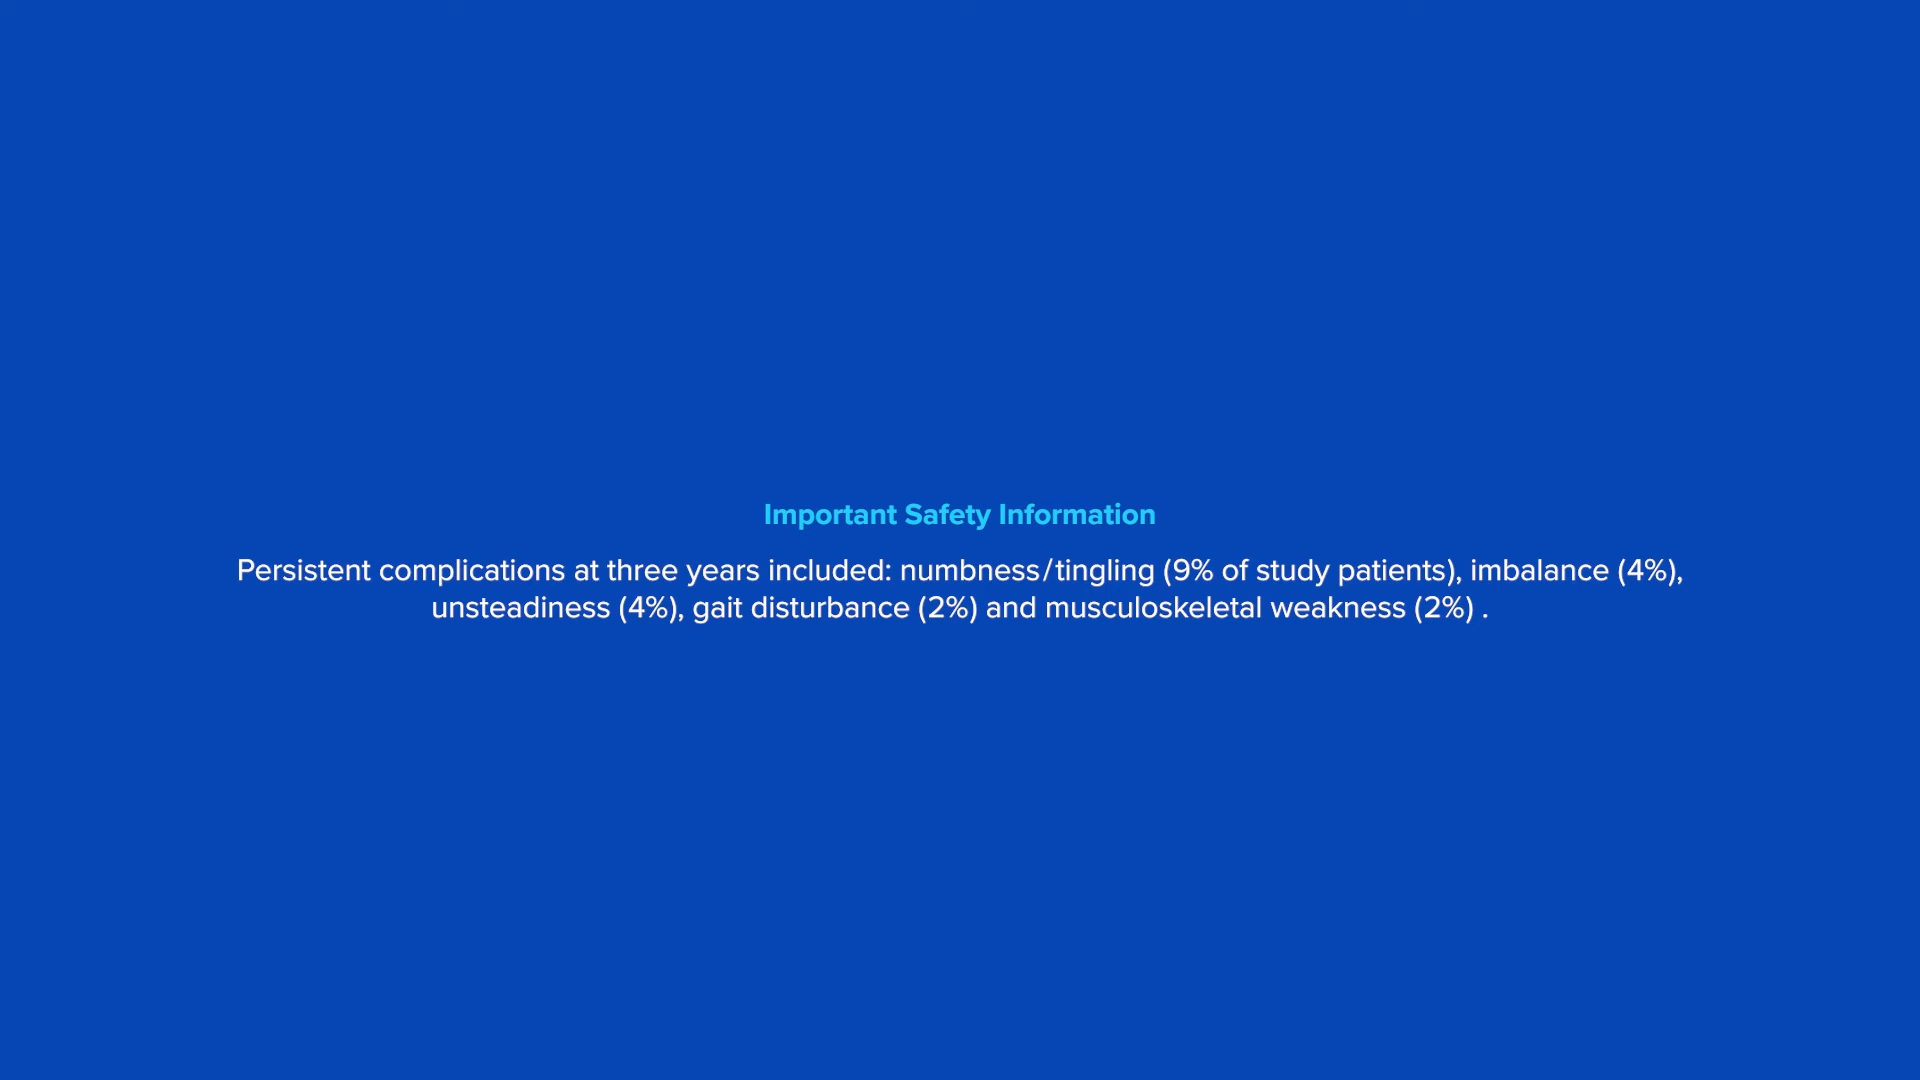 Important Safety Information
Persistent complications at three years included: numbness/tingling (9% of study patients), imbalance (4%),
unsteadiness (4%), gait disturbance (2%) and musculoskeletal weakness (2%) .